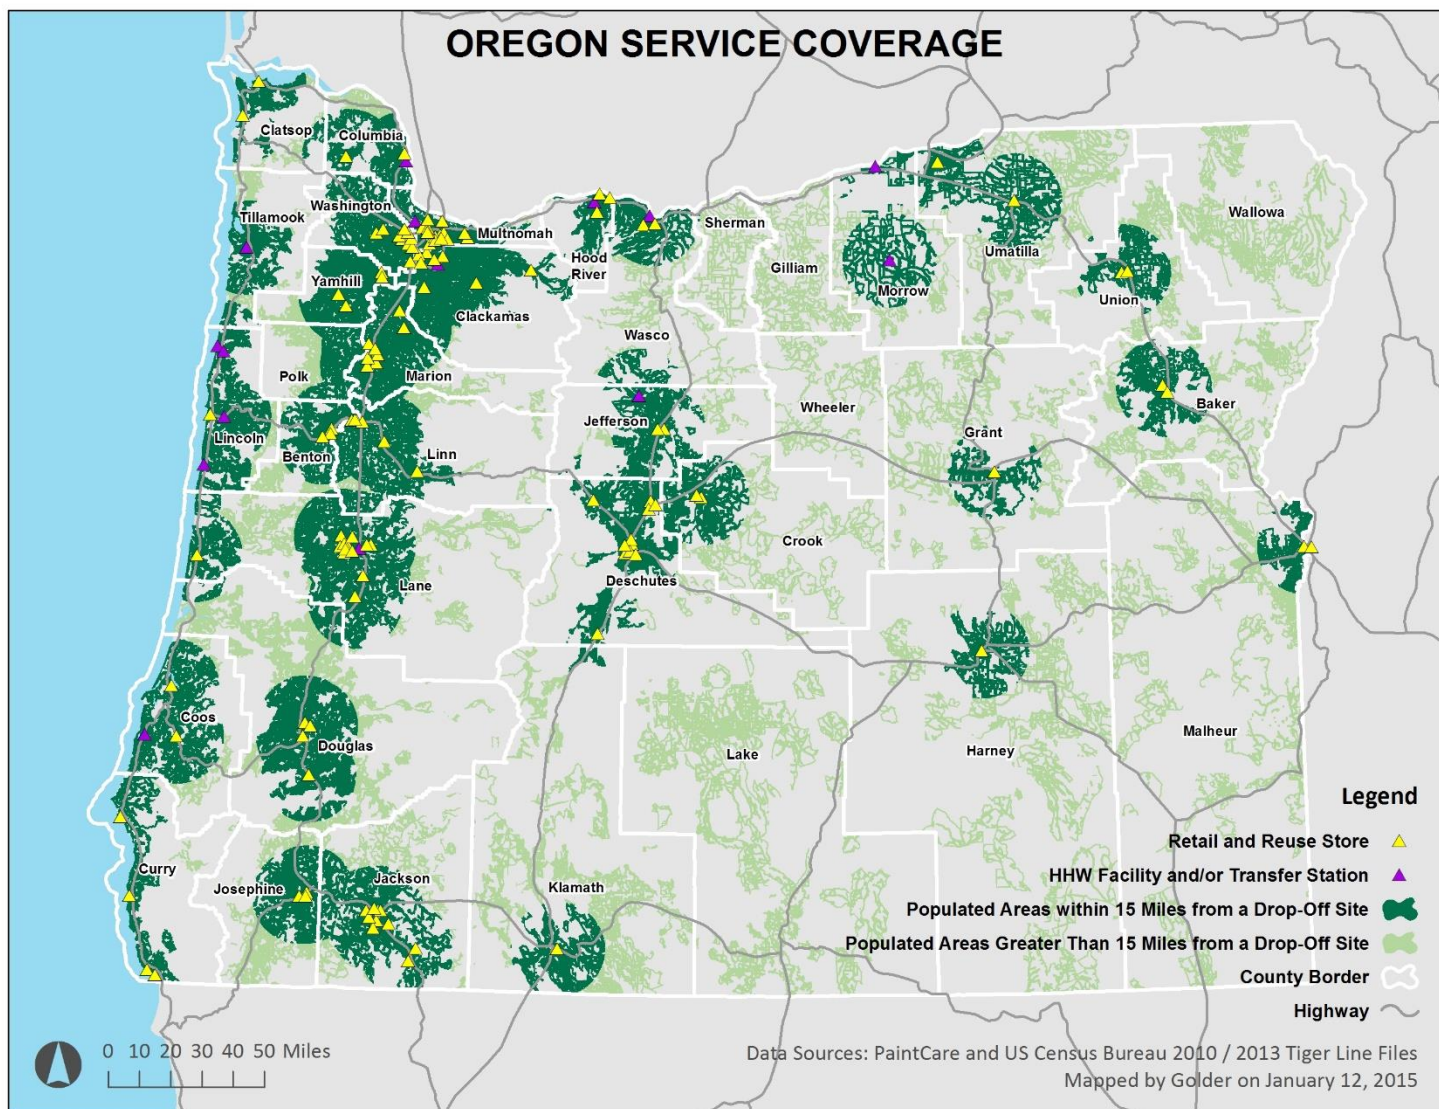 OREGON SERVICE COVERAGE
Clatsop
Columbia
Washington
Tillamook
Multnomah
Hood
River
Sherman
Gilliam
Morrow
Umatilla
Wallowa
Union
Yamhill
Clackamas
Wasco
Polk
Marion
Jefferson
Wheeler
Grant
Baker
Lincoln
Benton
Linn
Crook
Lane
Deschutes
Coos
Douglas
Lake
Harney
Malheur
Curry
Josephine
Jackson
Klamath
Legend
Retail and Reuse Store
HHW Facility and/or Transfer Station
Populated Areas within 15 Miles from a Drop-Off Site
Populated Areas Greater Than 15 Miles from a Drop-Off Site
County Border
Highway
0 10 20 30 40 50 Miles
Data Sources: PaintCare and US Census Bureau 2010 / 2013 Tiger Line Files
Mapped by Golder on January 12, 2015